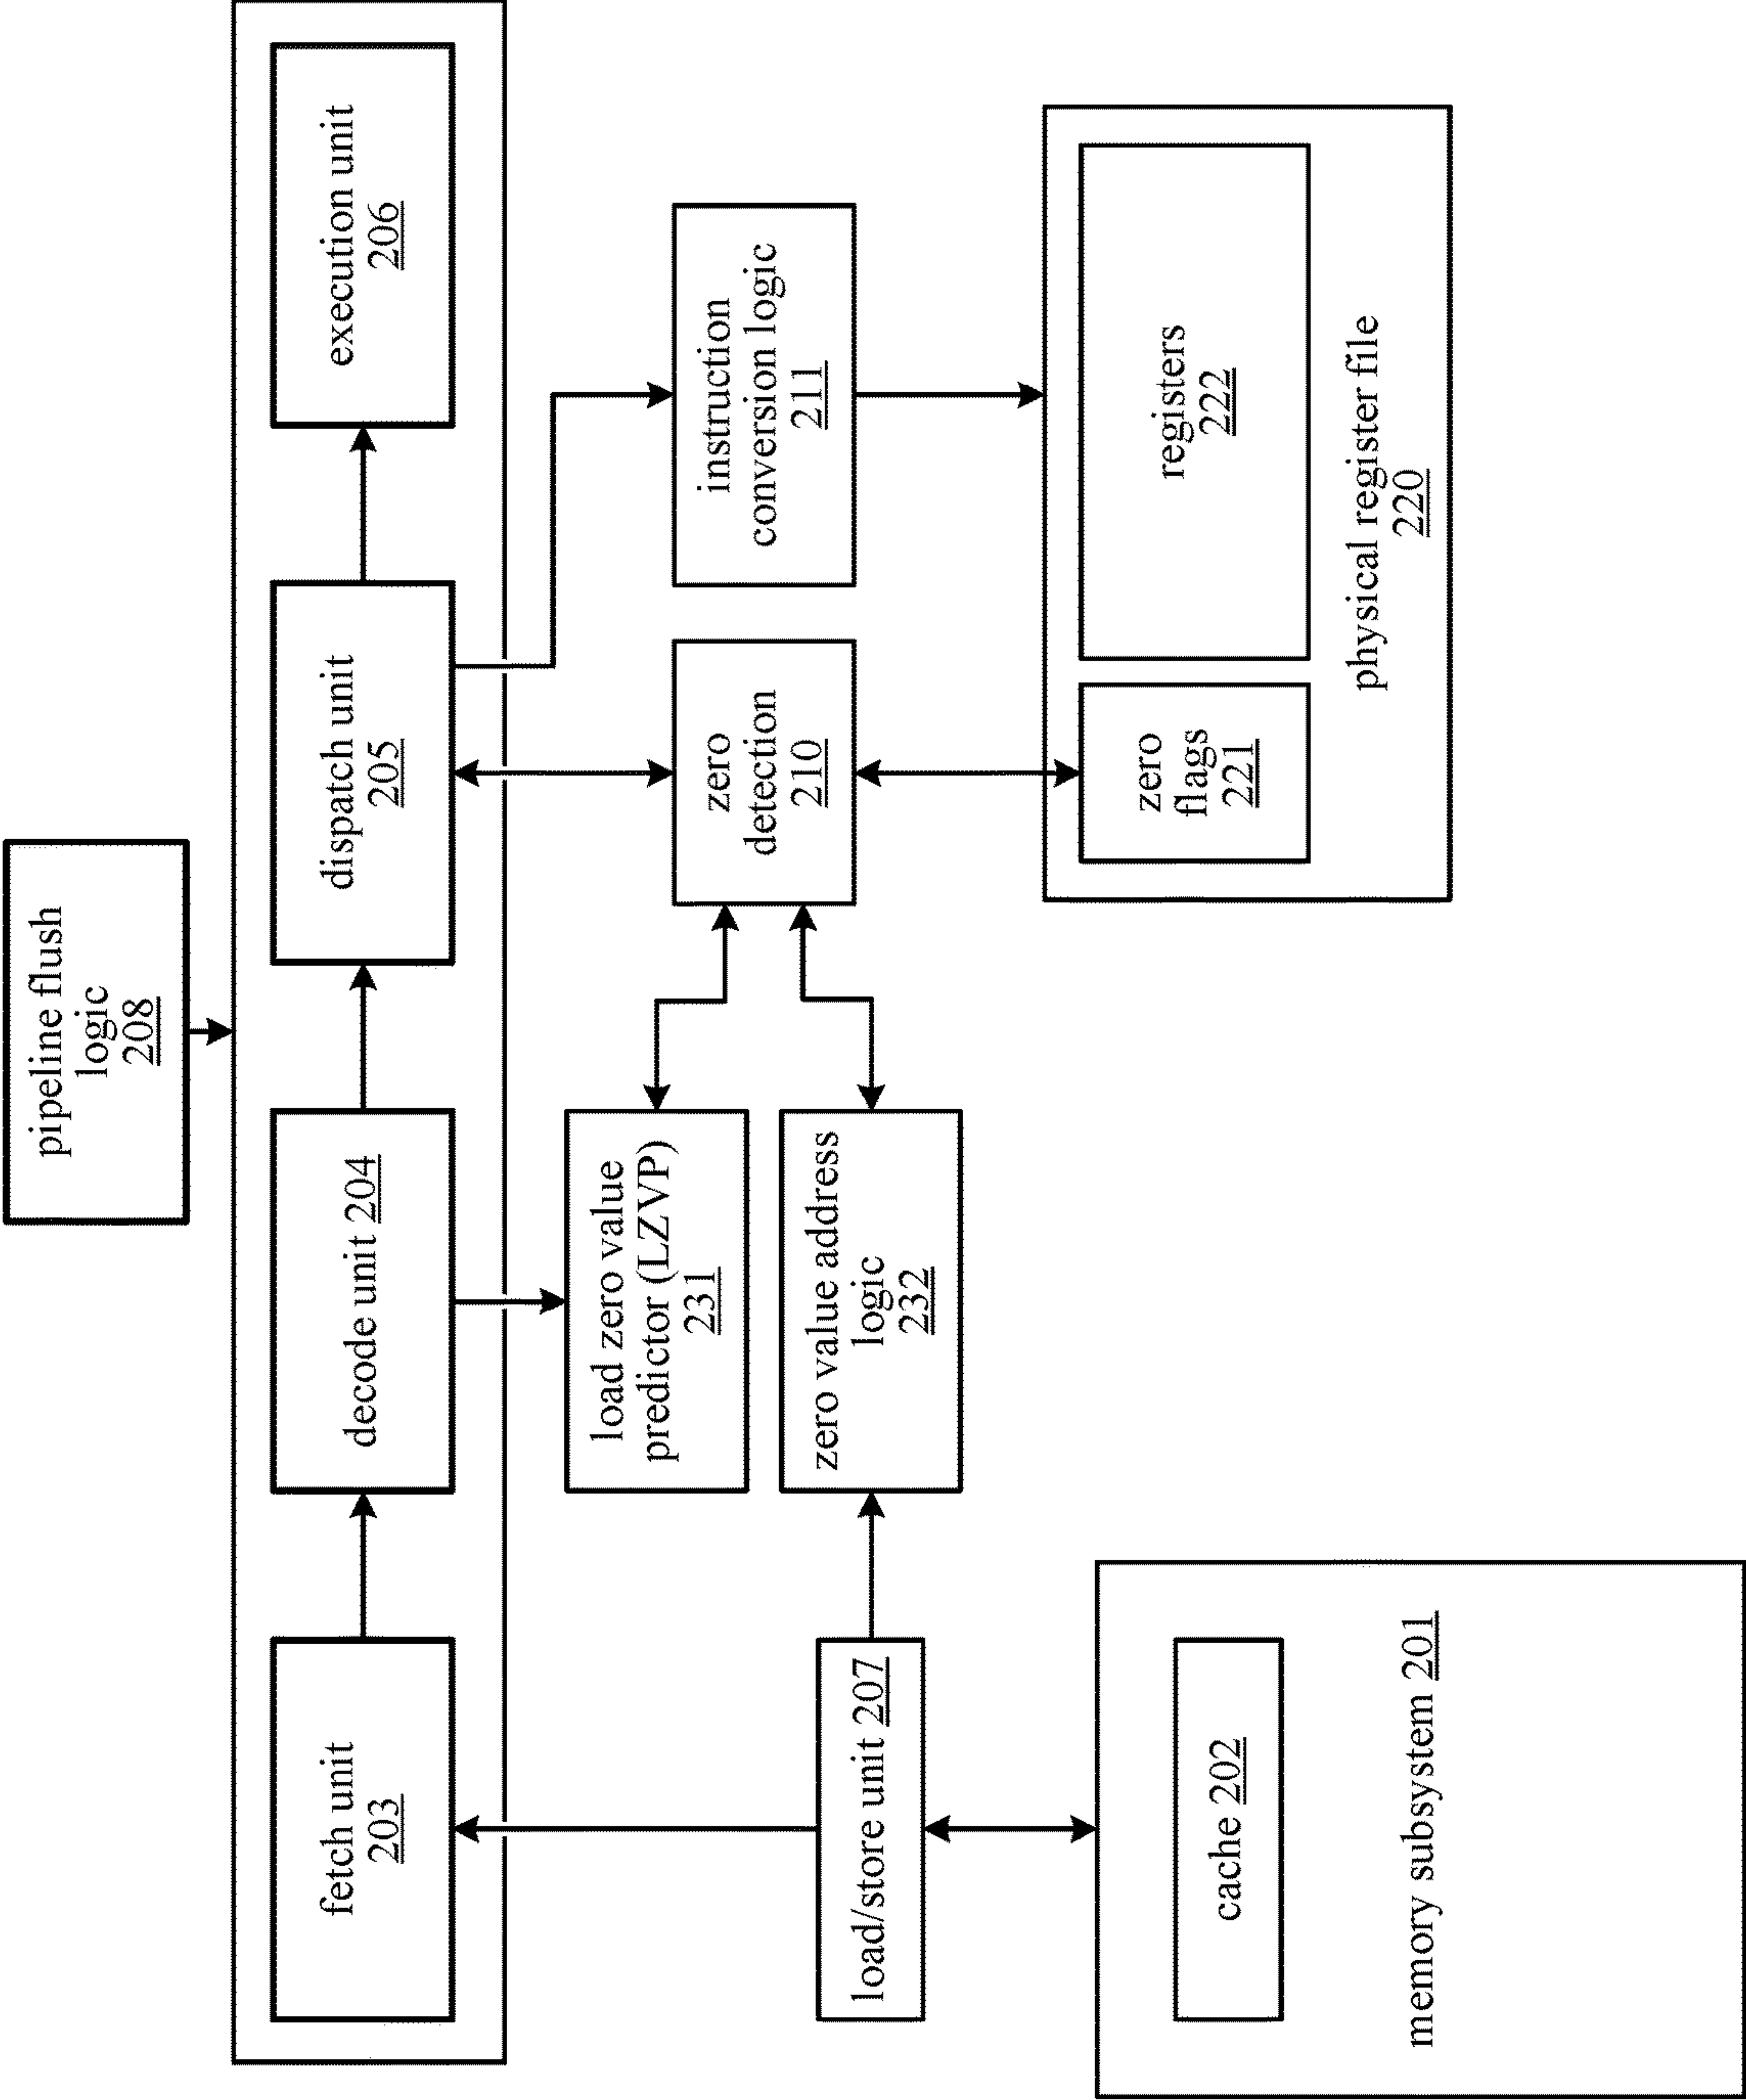 pipeline flush
logic
208
fetch unit
203
decode unit 204
dispatch unit
205
execution unit
206
load zero value
predictor (LZVP)
231
zero
detection
210
instruction
conversion logic
211
load/store unit 207
zero value address
logic
232
cache 202
memory subsystem 201
zero
flags
221
registers
222
physical register file
220